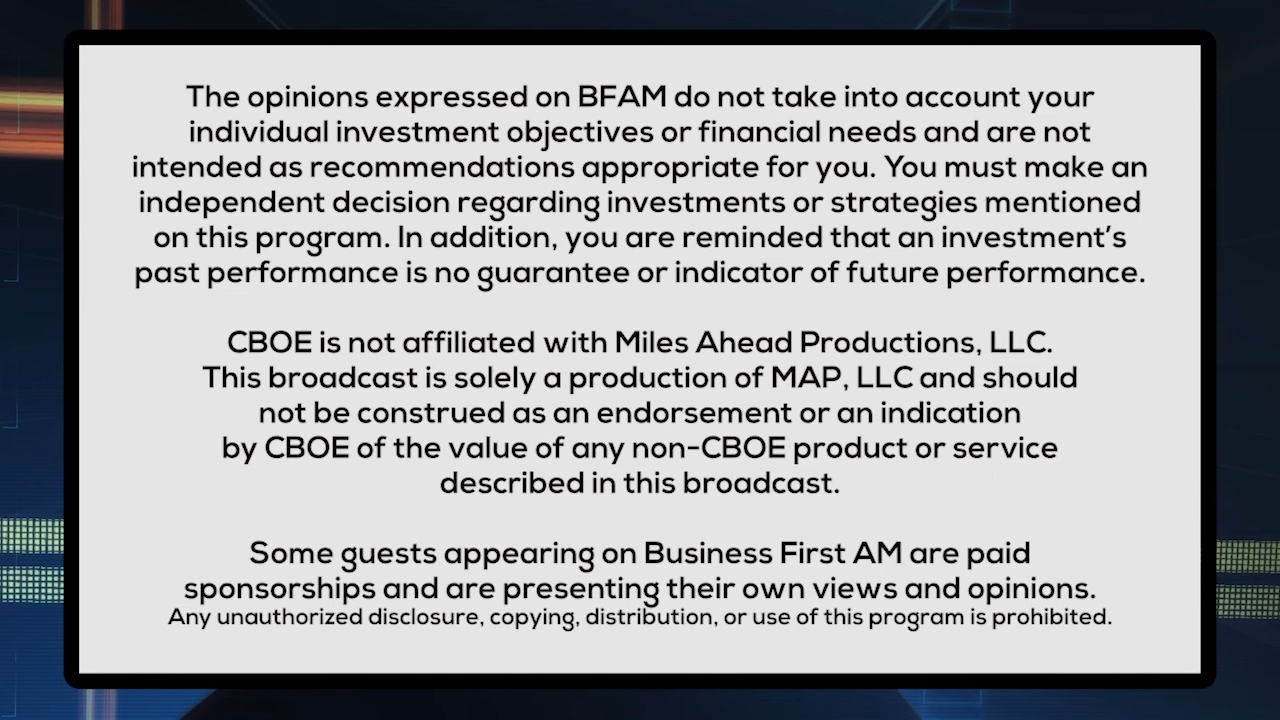 The opinions expressed on BFAM do not take into account your
individual investment objectives or financial needs and are not
intended as recommendations appropriate for you. You must make an
independent decision regarding investments or strategies mentioned
on this program. In addition, you are reminded that an investment's
past performance is no guarantee or indicator of future performance.
CBOE is not affiliated with Miles Ahead Productions, LLC.
This broadcast is solely a production of MAP, LLC and should
not be construed as an endorsement or an indication
by CBOE of the value of any non-CBOE product or service
described in this broadcast.
Some guests appearing on Business First AM are paid
sponsorships and are presenting their own views and opinions.
Any unauthorized disclosure, copying, distribution, or use of this program is prohibited.